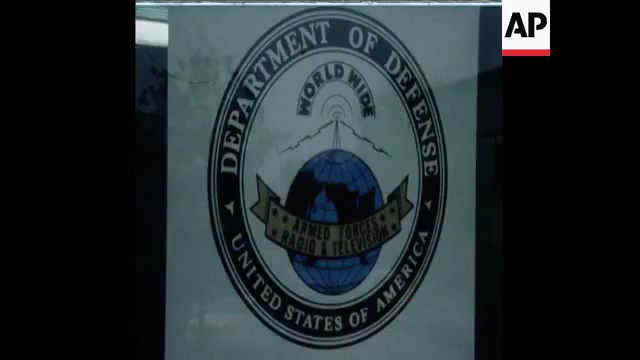 AP
DEPARTMENT OF DEFENSE
WORLD WIDE
ARMED FORCES
RADIO & TELEVISION
UNITED STATES OF AMERICA